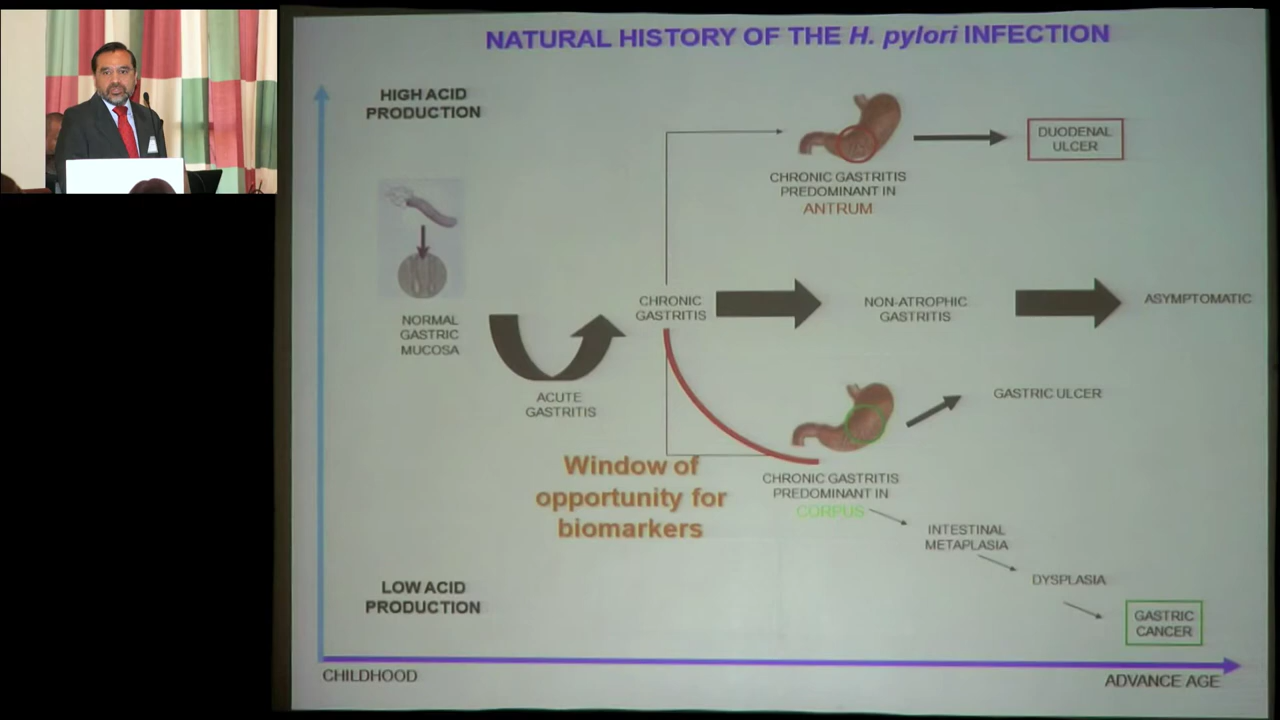 NATURAL HISTORY OF THE H. pylori INFECTION
HIGH ACID
PRODUCTION
DUODENAL
ULCER
CHRONIC GASTRITIS
PREDOMINANT IN
ANTRUM
NORMAL
GASTRIC
MUCOSA
ACUTE
GASTRITIS
CHRONIC
GASTRITIS
NON-ATROPHIC
GASTRITIS
ASYMPTOMATIC
GASTRIC ULCER
Window of
opportunity for
biomarkers
CHRONIC GASTRITIS
PREDOMINANT IN
CORPUS
INTESTINAL
METAPLASIA
DYSPLASIA
GASTRIC
CANCER
LOW ACID
PRODUCTION
CHILDHOOD
ADVANCE AGE